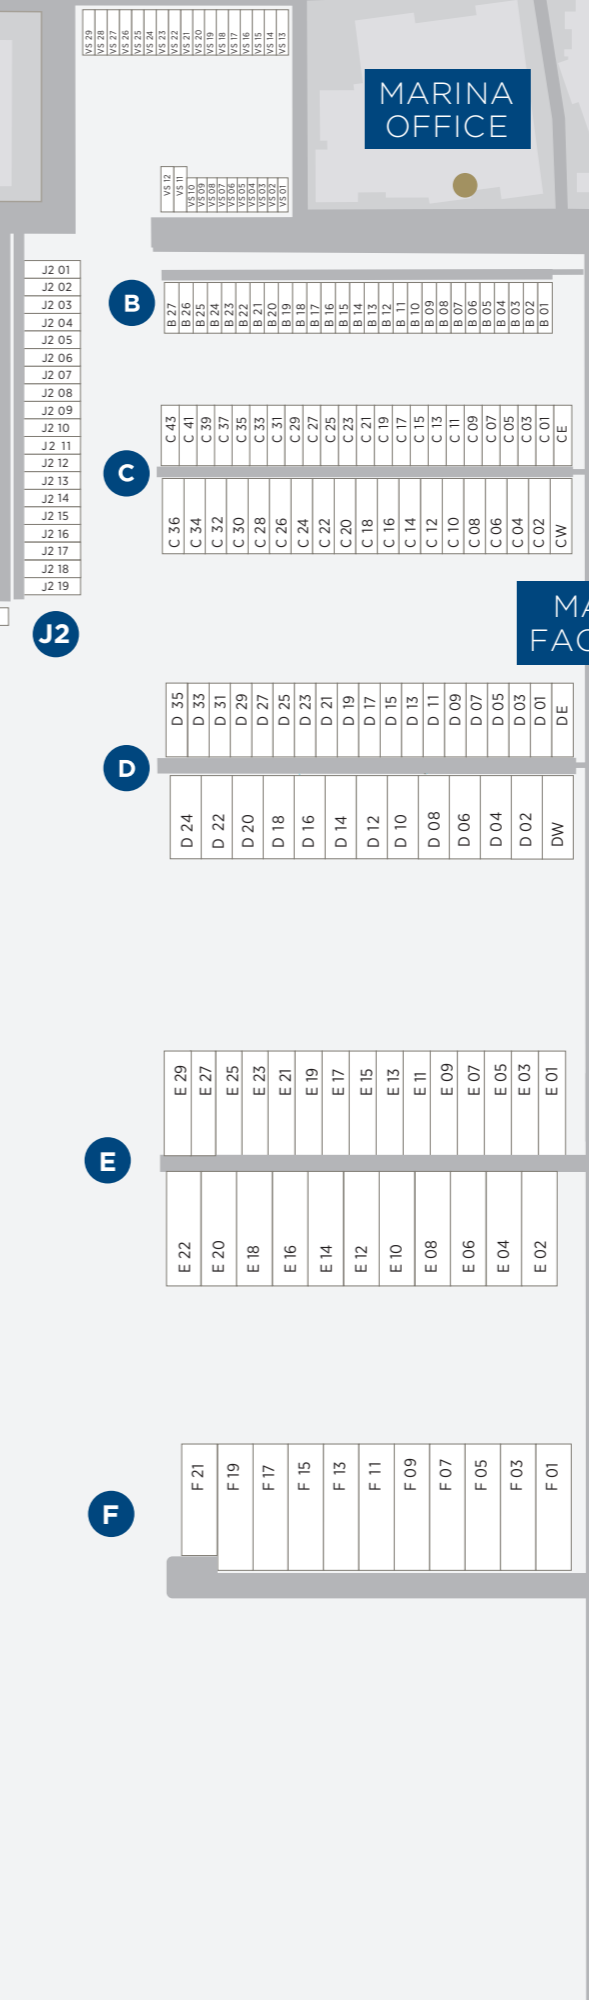 VS 29
VS 28
VS 27
VS 26
VS 25
VS 24
VS 23
VS 22
VS 21
VS 20
VS 19
VS 18
VS 17
VS 16
VS 15
VS 14
VS 13
MARINA
OFFICE
VS 12
VS 11
VS 10
VS 09
VS 08
VS 07
VS 06
VS 05
VS 04
VS 03
VS 02
VS 01
J2 01
J2 02
J2 03
J2 04
J2 05
J2 06
J2 07
J2 08
J2 09
J2 10
J2 11
J2 12
J2 13
J2 14
J2 15
J2 16
J2 17
J2 18
J2 19
J2
B
B 27
B 26
B 25
B 24
B 23
B 22
B 21
B 20
B 19
B 18
B 17
B 16
B 15
B 14
B 13
B 12
B 11
B 10
B 09
B 08
B 07
B 06
B 05
B 04
B 03
B 02
B 01
C
C 43
C 41
C 39
C 37
C 35
C 33
C 31
C 29
C 27
C 25
C 23
C 21
C 19
C 17
C 15
C 13
C 11
C 09
C 07
C 05
C 03
C 01
CE
C 36
C 34
C 32
C 30
C 28
C 26
C 24
C 22
C 20
C 18
C 16
C 14
C 12
C 10
C 08
C 06
C 04
C 02
CW
MA
FAC
D
D 35
D 33
D 31
D 29
D 27
D 25
D 23
D 21
D 19
D 17
D 15
D 13
D 11
D 09
D 07
D 05
D 03
D 01
DE
D 24
D 22
D 20
D 18
D 16
D 14
D 12
D 10
D 08
D 06
D 04
D 02
DW
E
E 29
E 27
E 25
E 23
E 21
E 19
E 17
E 15
E 13
E 11
E 09
E 07
E 05
E 03
E 01
E 22
E 20
E 18
E 16
E 14
E 12
E 10
E 08
E 06
E 04
E 02
F
F 21
F 19
F 17
F 15
F 13
F 11
F 09
F 07
F 05
F 03
F 01